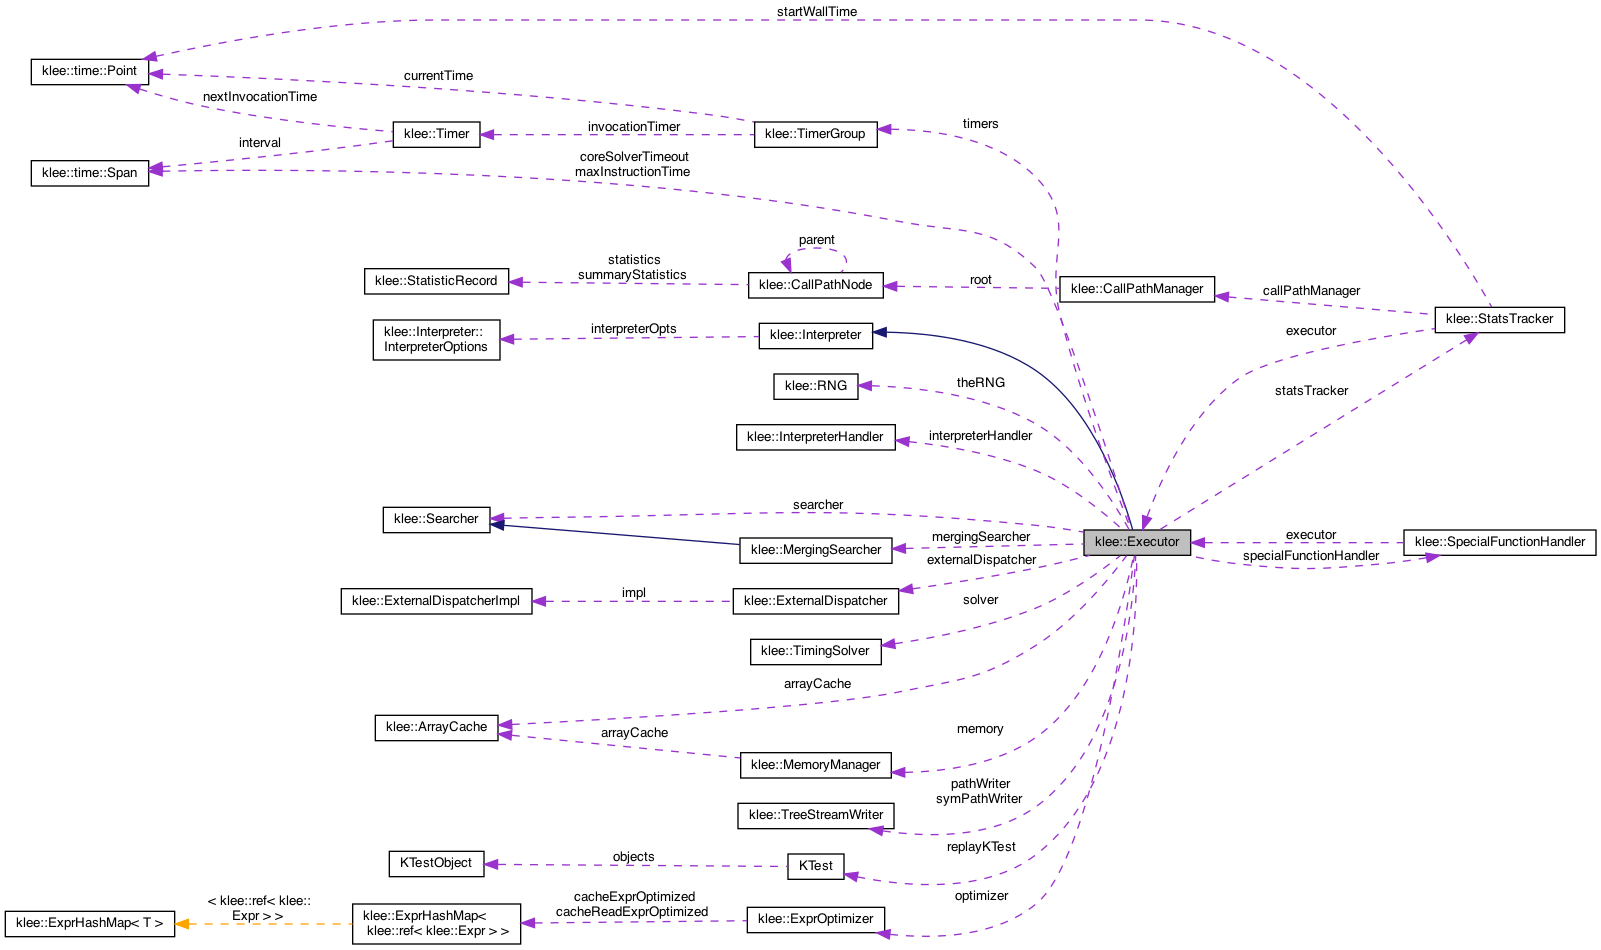 startWallTime
klee::time::Point
currentTime
nextInvocationTime
timers
klee::Timer
invocationTimer
klee::TimerGroup
interval
coreSolverTimeout
maxInstructionTime
klee::time::Span
parent
statistics
summaryStatistics
klee::StatisticRecord
klee::CallPathNode
root
klee::CallPathManager
callPathManager
klee::StatsTracker
klee::Interpreter::
InterpreterOptions
interpreterOpts
klee::Interpreter
executor
theRNG
klee::RNG
statsTracker
klee::InterpreterHandler
interpreterHandler
searcher
klee::Searcher
mergingSearcher
klee::MergingSearcher
klee::Executor
executor
klee::SpecialFunctionHandler
specialFunctionHandler
externalDispatcher
klee::ExternalDispatcherImpl
impl
klee::ExternalDispatcher
solver
klee::TimingSolver
arrayCache
klee::ArrayCache
arrayCache
memory
klee::MemoryManager
pathWriter
symPathWriter
klee::TreeStreamWriter
replayKTest
KTestObject
objects
KTest
optimizer
< klee::ref< klee::
Expr > >
klee::ExprHashMap< T >
klee::ExprHashMap<
klee::ref< klee::Expr > >
cacheExprOptimized
cacheReadExprOptimized
klee::ExprOptimizer